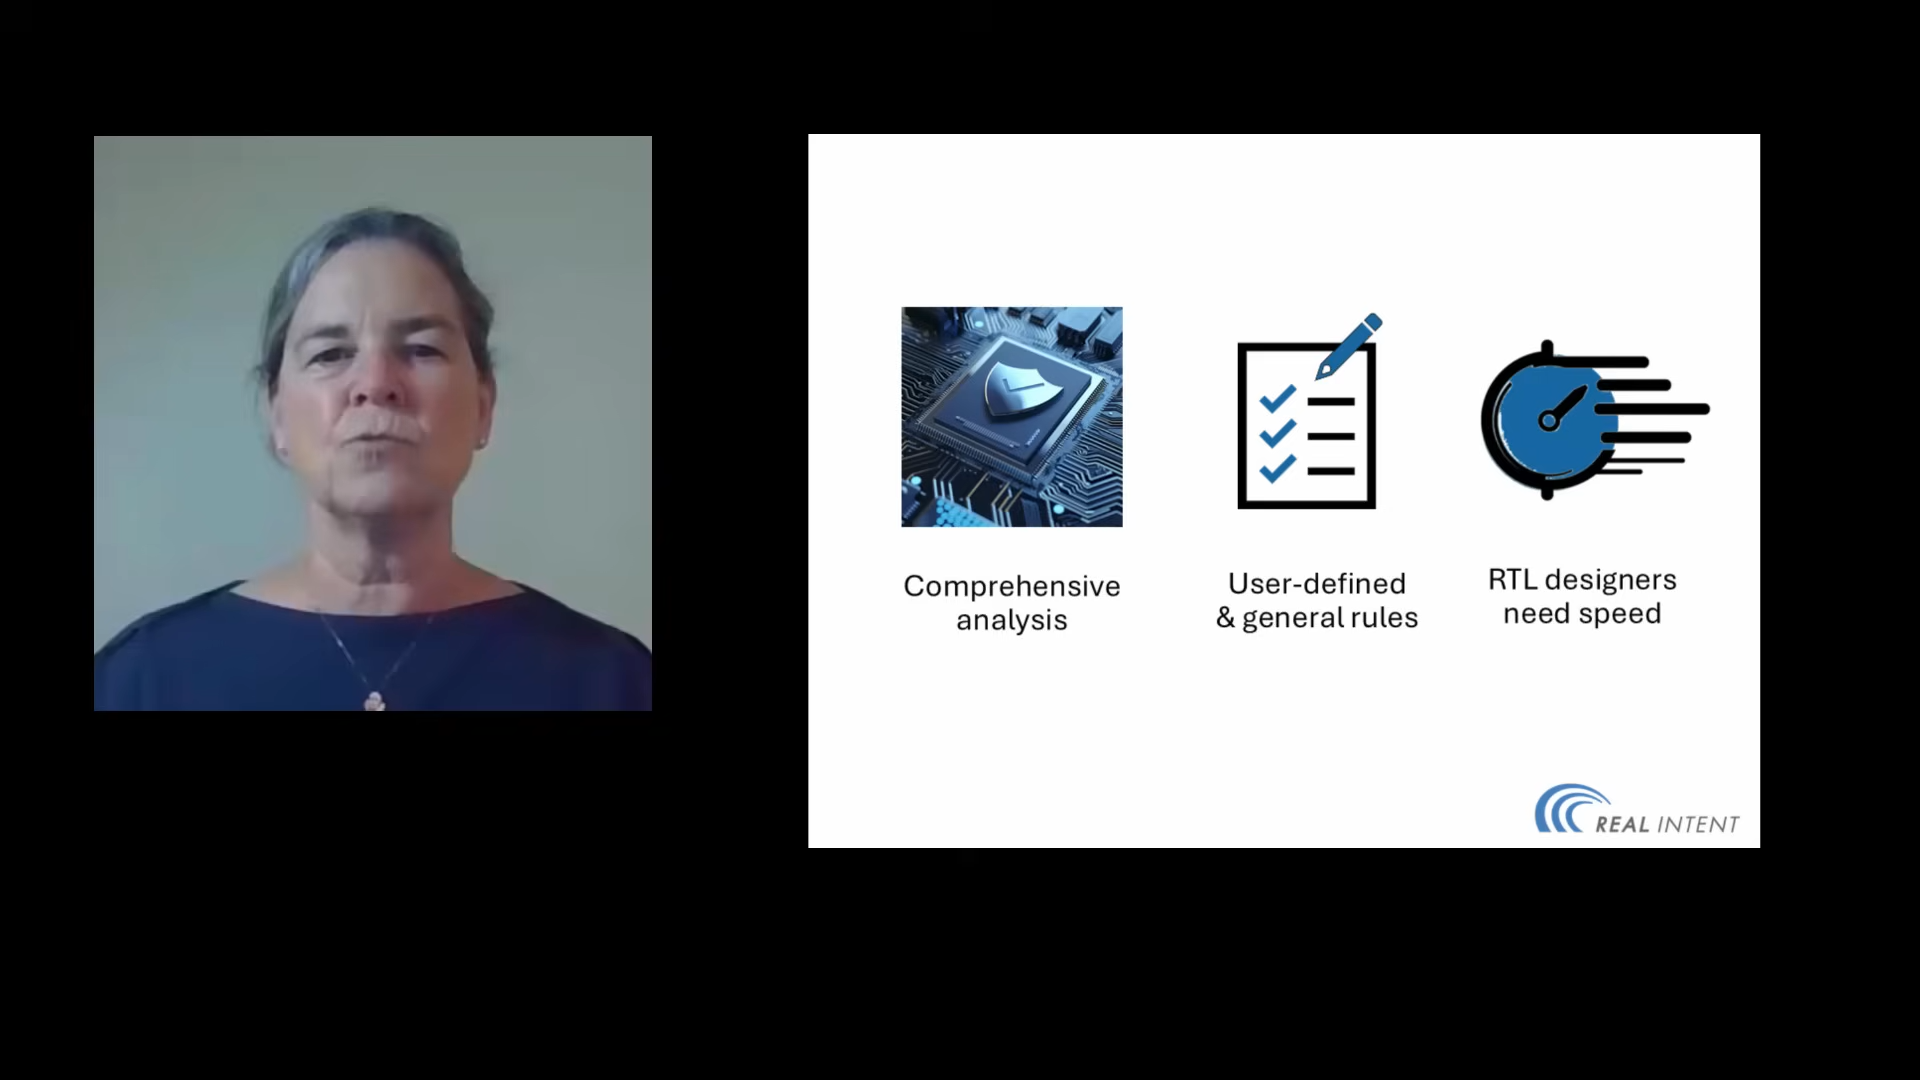 Comprehensive
analysis
User-defined
& general rules
RTL designers
need speed
REAL INTENT